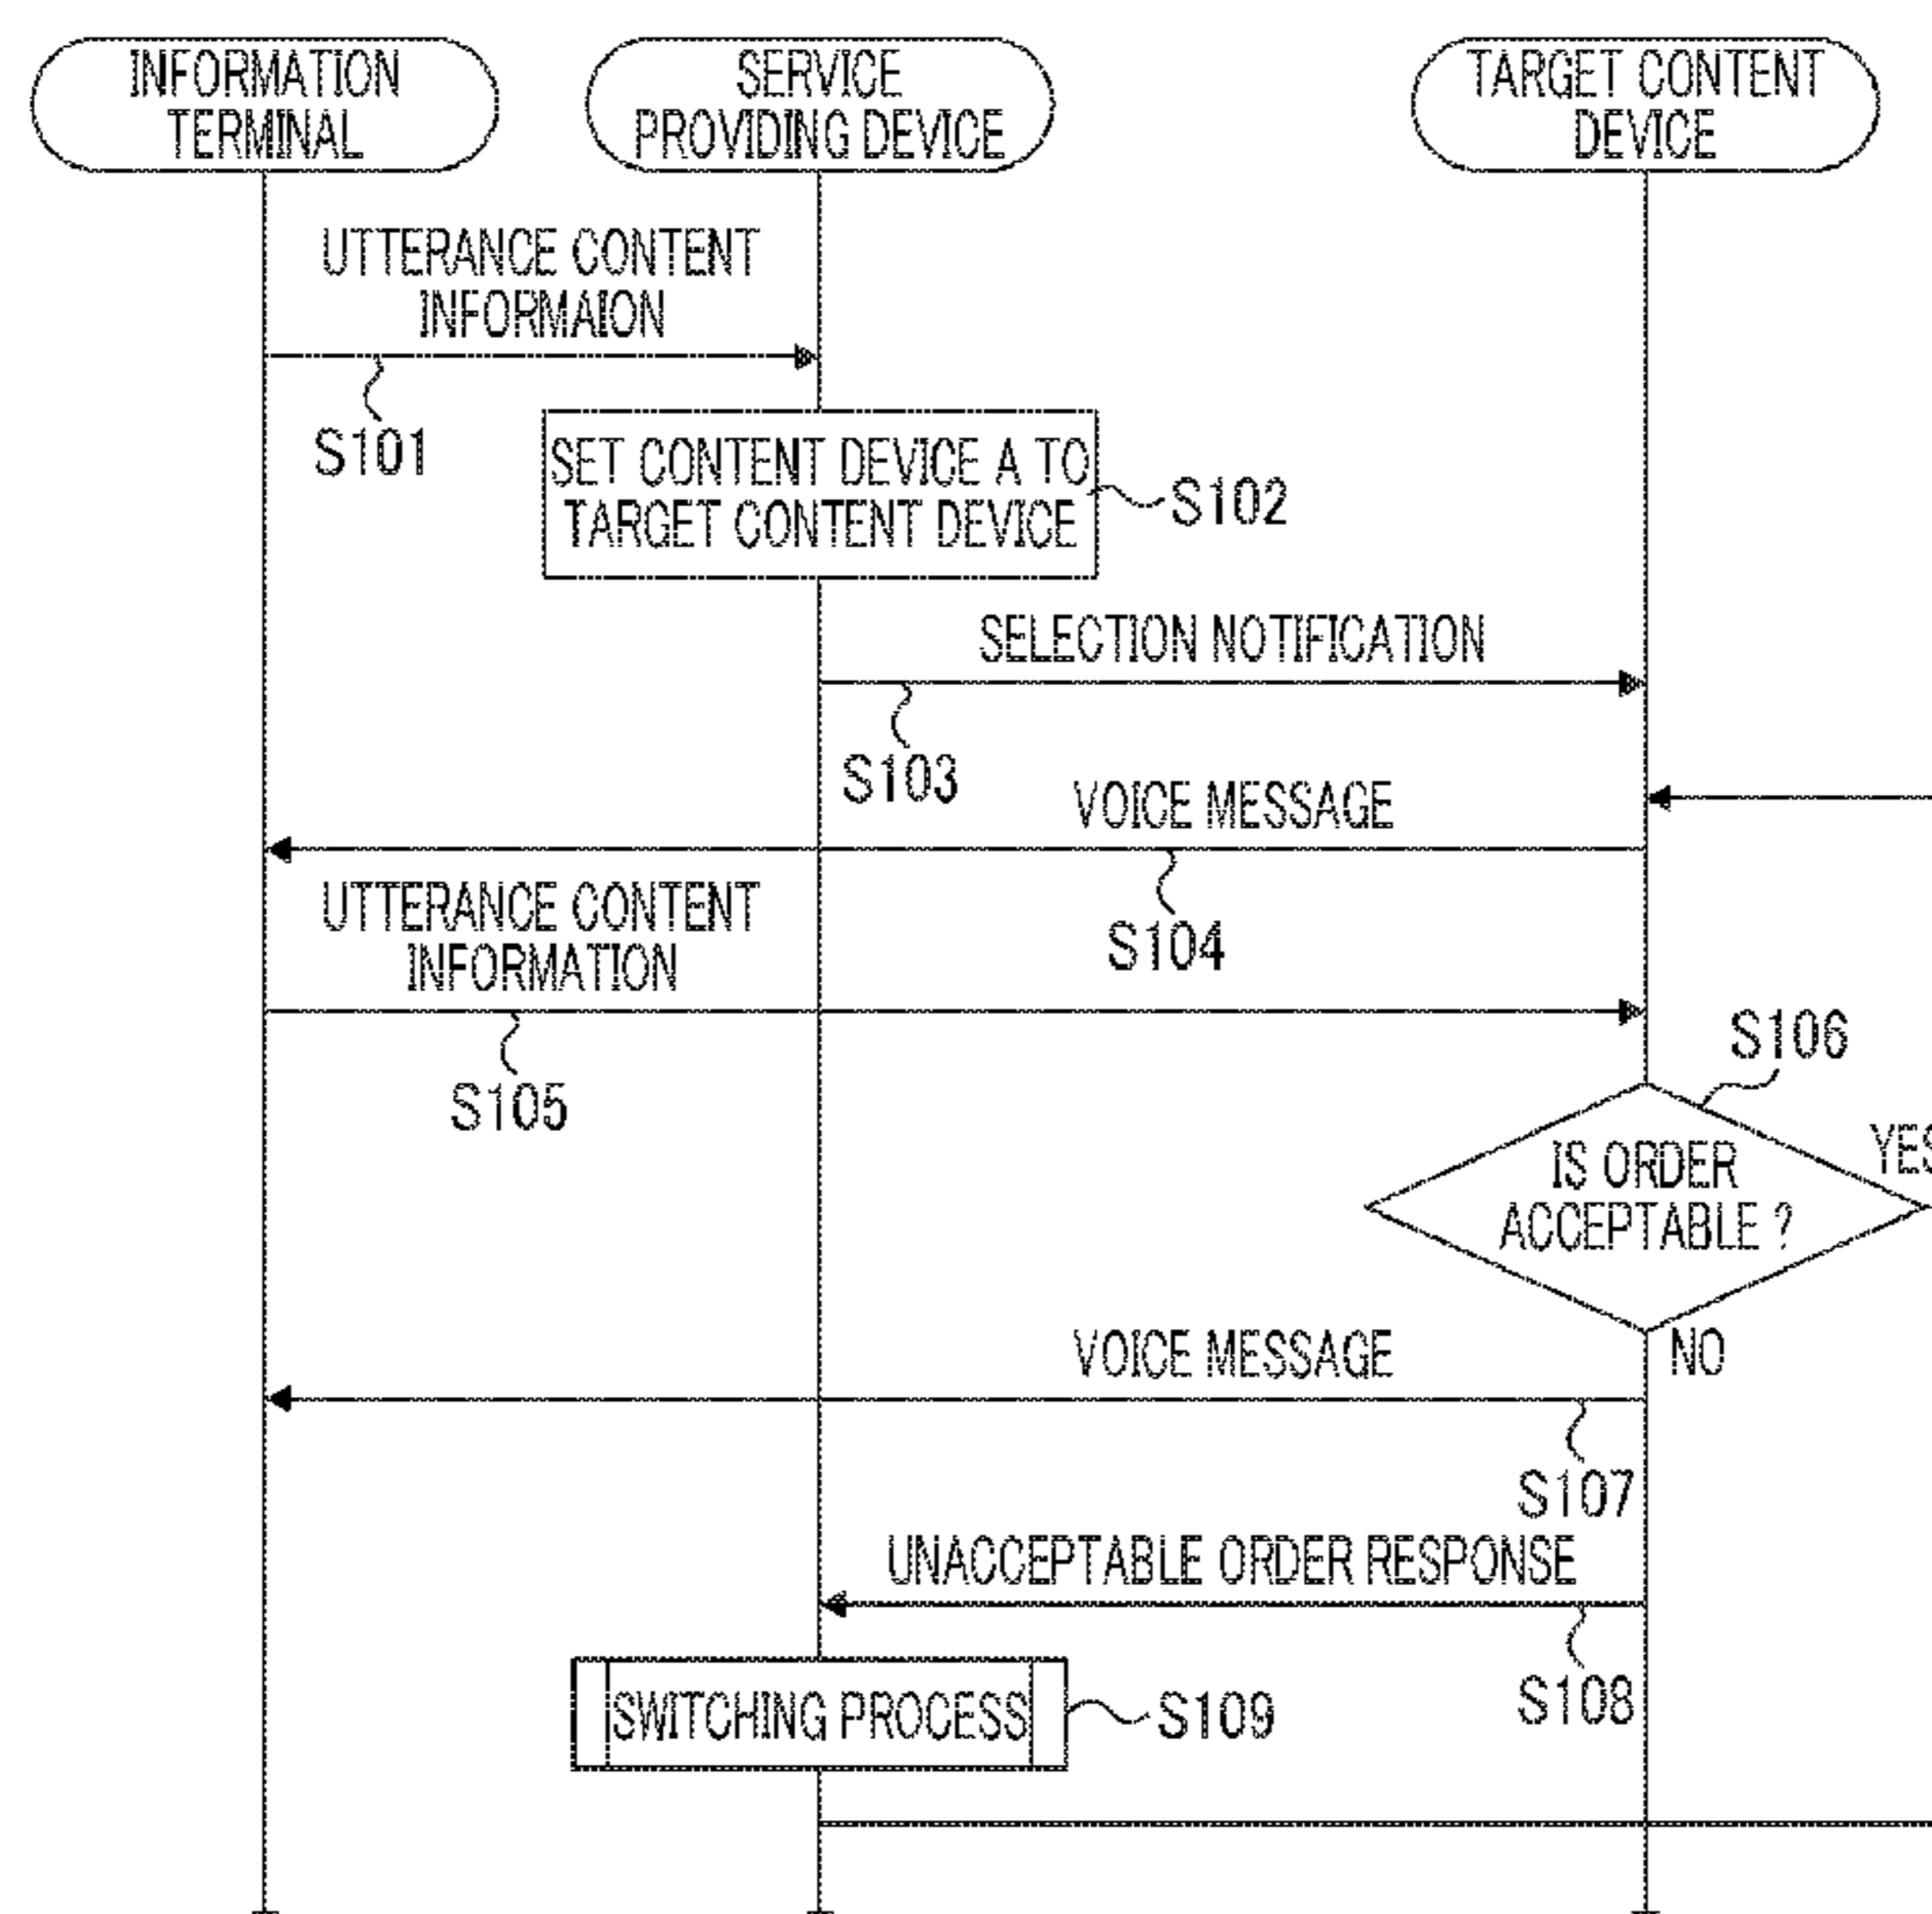 INFORMATION
TERMINAL
SERVICE
PROVIDING DEVICE
TARGET CONTENT
DEVICE
UTTERANCE CONTENT
INFORMAION
S101
SET CONTENT DEVICE A TO
TARGET CONTENT DEVICE
S102
SELECTION NOTIFICATION
S103
VOICE MESSAGE
S104
UTTERANCE CONTENT
INFORMATION
S105
S106
IS ORDER
ACCEPTABLE ?
YES
NO
VOICE MESSAGE
S107
UNACCEPTABLE ORDER RESPONSE
S108
SWITCHING PROCESS
S109